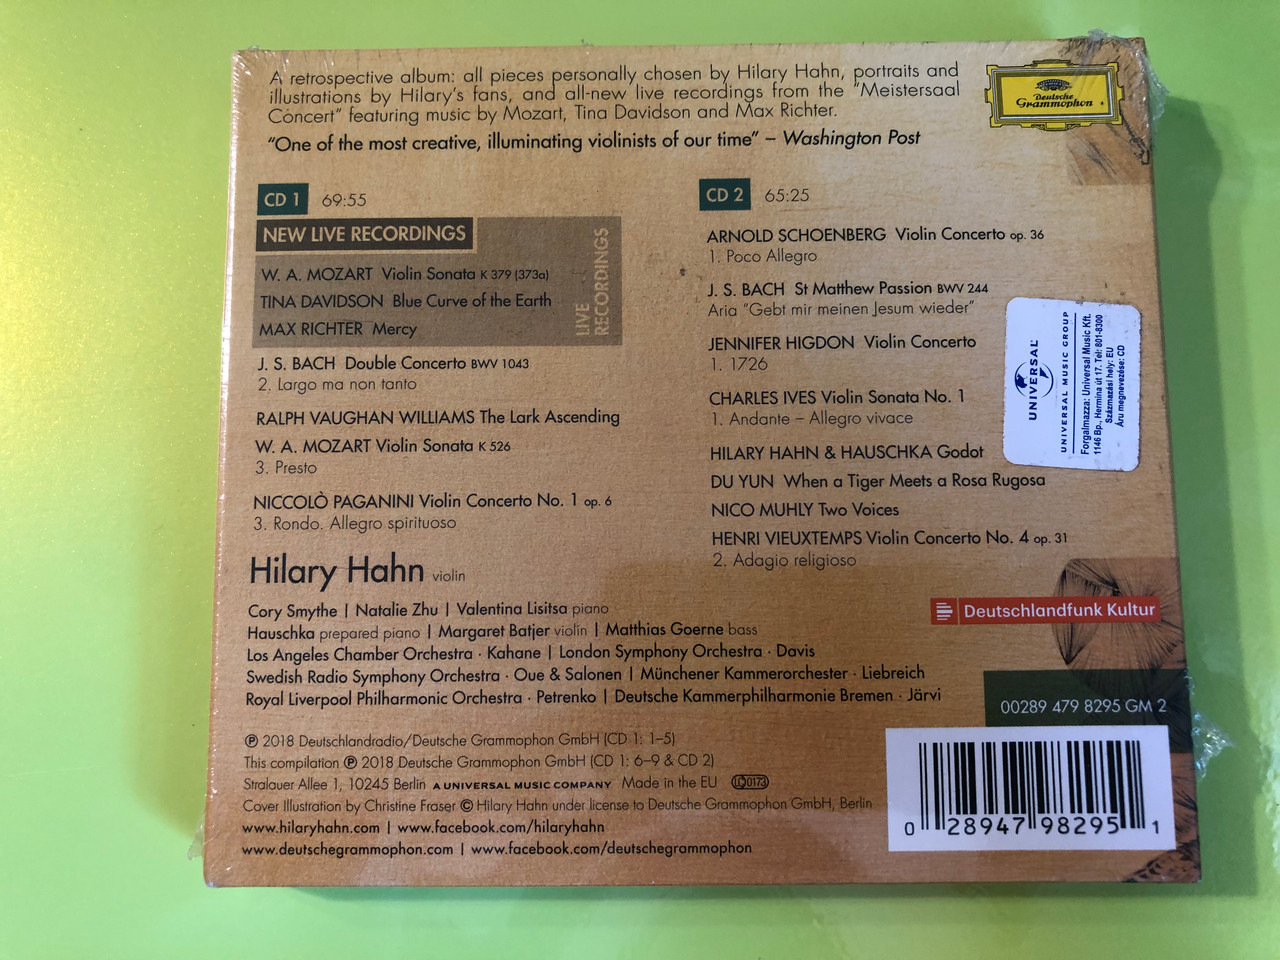 A retrospective album: all pieces personally chosen by Hilary Hahn, portraits and
illustrations by Hilary's fans, and all-new live recordings from the "Meistersaal
Concert" featuring music by Mozart, Tina Davidson and Max Richter.
"One of the most creative, illuminating violinists of our time" – Washington Post
Deutsche
Grammophon
CD 1 69:55
NEW LIVE RECORDINGS
LIVE
RECORDINGS
W. A. MOZART Violin Sonata K 379 (373a)
TINA DAVIDSON Blue Curve of the Earth
MAX RICHTER Mercy
J. S. BACH Double Concerto BWV 1043
2. Largo ma non tanto
RALPH VAUGHAN WILLIAMS The Lark Ascending
W. A. MOZART Violin Sonata K 526
3. Presto
NICCOLÒ PAGANINI Violin Concerto No. 1 op. 6
3. Rondo. Allegro spirituoso
CD 2 65:25
ARNOLD SCHOENBERG Violin Concerto op. 36
1. Poco Allegro
J. S. BACH St Matthew Passion BWV 244
Aria "Gebt mir meinen Jesum wieder"
JENNIFER HIGDON Violin Concerto
1. 1726
CHARLES IVES Violin Sonata No. 1
1. Andante – Allegro vivace
HILARY HAHN & HAUSCHKA Godot
DU YUN When a Tiger Meets a Rosa Rugosa
NICO MUHLY Two Voices
HENRI VIEUXTEMPS Violin Concerto No. 4 op. 31
2. Adagio religioso
UNIVERSAL
UNIVERSAL MUSIC GROUP
Forgalmazza: Universal Music Kft.
1146 Bp., Hermina út 17. Tel: 801-8300
Származási hely: EU
Áru megnevezése: CD
Hilary Hahn violin
Cory Smythe | Natalie Zhu | Valentina Lisitsa piano
Hauschka prepared piano | Margaret Batjer violin | Matthias Goerne bass
Los Angeles Chamber Orchestra · Kahane | London Symphony Orchestra · Davis
Swedish Radio Symphony Orchestra · Oue & Salonen | Münchener Kammerorchester · Liebreich
Royal Liverpool Philharmonic Orchestra · Petrenko | Deutsche Kammerphilharmonie Bremen · Järvi
Deutschlandfunk Kultur
00289 479 8295 GM 2
℗ 2018 Deutschlandradio/Deutsche Grammophon GmbH (CD 1: 1–5)
This compilation ℗ 2018 Deutsche Grammophon GmbH (CD 1: 6–9 & CD 2)
Stralauer Allee 1, 10245 Berlin A UNIVERSAL MUSIC COMPANY Made in the EU LC 0173
Cover Illustration by Christine Fraser © Hilary Hahn under license to Deutsche Grammophon GmbH, Berlin
www.hilaryhahn.com | www.facebook.com/hilaryhahn
www.deutschegrammophon.com | www.facebook.com/deutschegrammophon
0 28947 98295 1